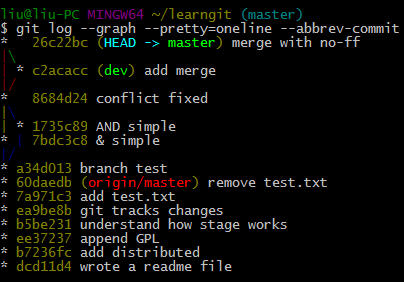 liu@liu-PC MINGW64 ~/learngit (master)
$ git log --graph --pretty=oneline --abbrev-commit
*   26c22bc (HEAD -> master) merge with no-ff
|\
| * c2acacc (dev) add merge
|/
*   8684d24 conflict fixed
|\
| * 1735c89 AND simple
* | 7bdc3c8 & simple
|/
* a34d013 branch test
* 60daedb (origin/master) remove test.txt
* 7a971c3 add test.txt
* ea9be8b git tracks changes
* b5be231 understand how stage works
* ee37237 append GPL
* b7236fc add distributed
* dcd11d4 wrote a readme file